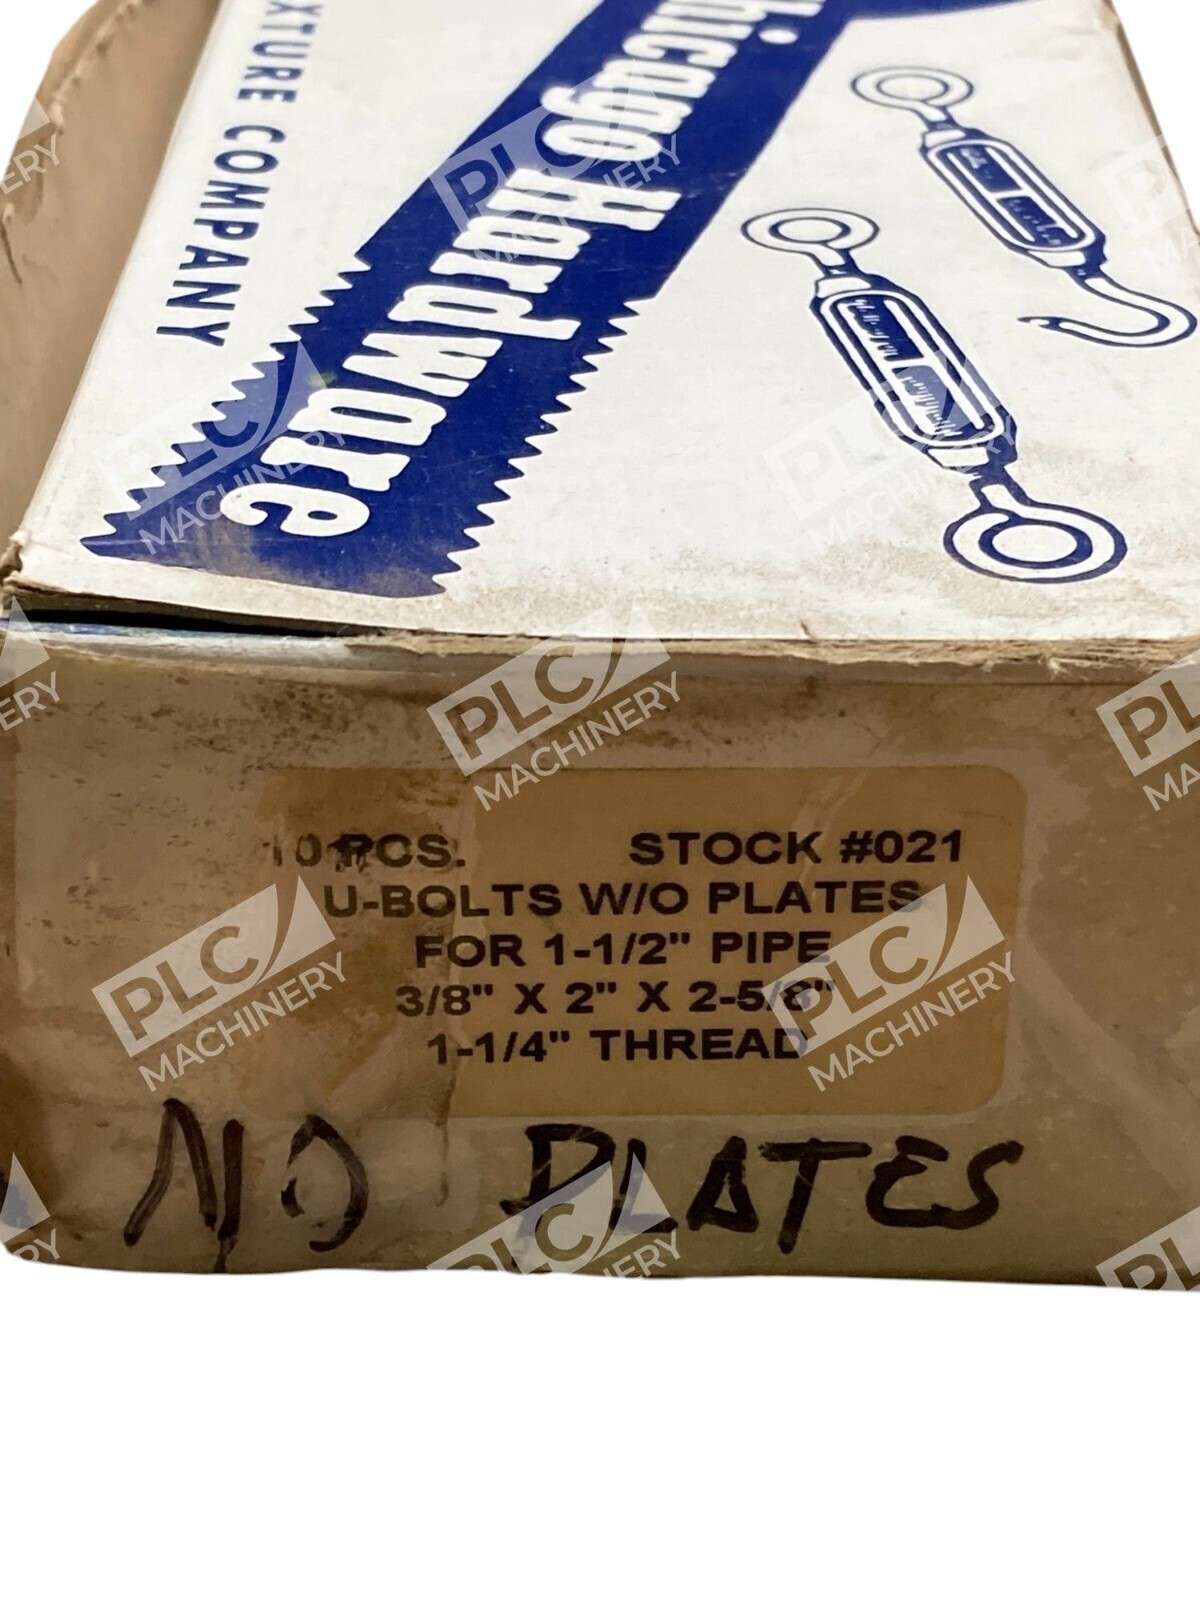 Chicago Hardware
XTURE COMPANY
PCS. STOCK #021
U-BOLTS W/O PLATES
FOR 1-1/2" PIPE
3/8" X 2" X 2-5/8"
1-1/4" THREAD
NO PLATES
PLC
MACHINERY